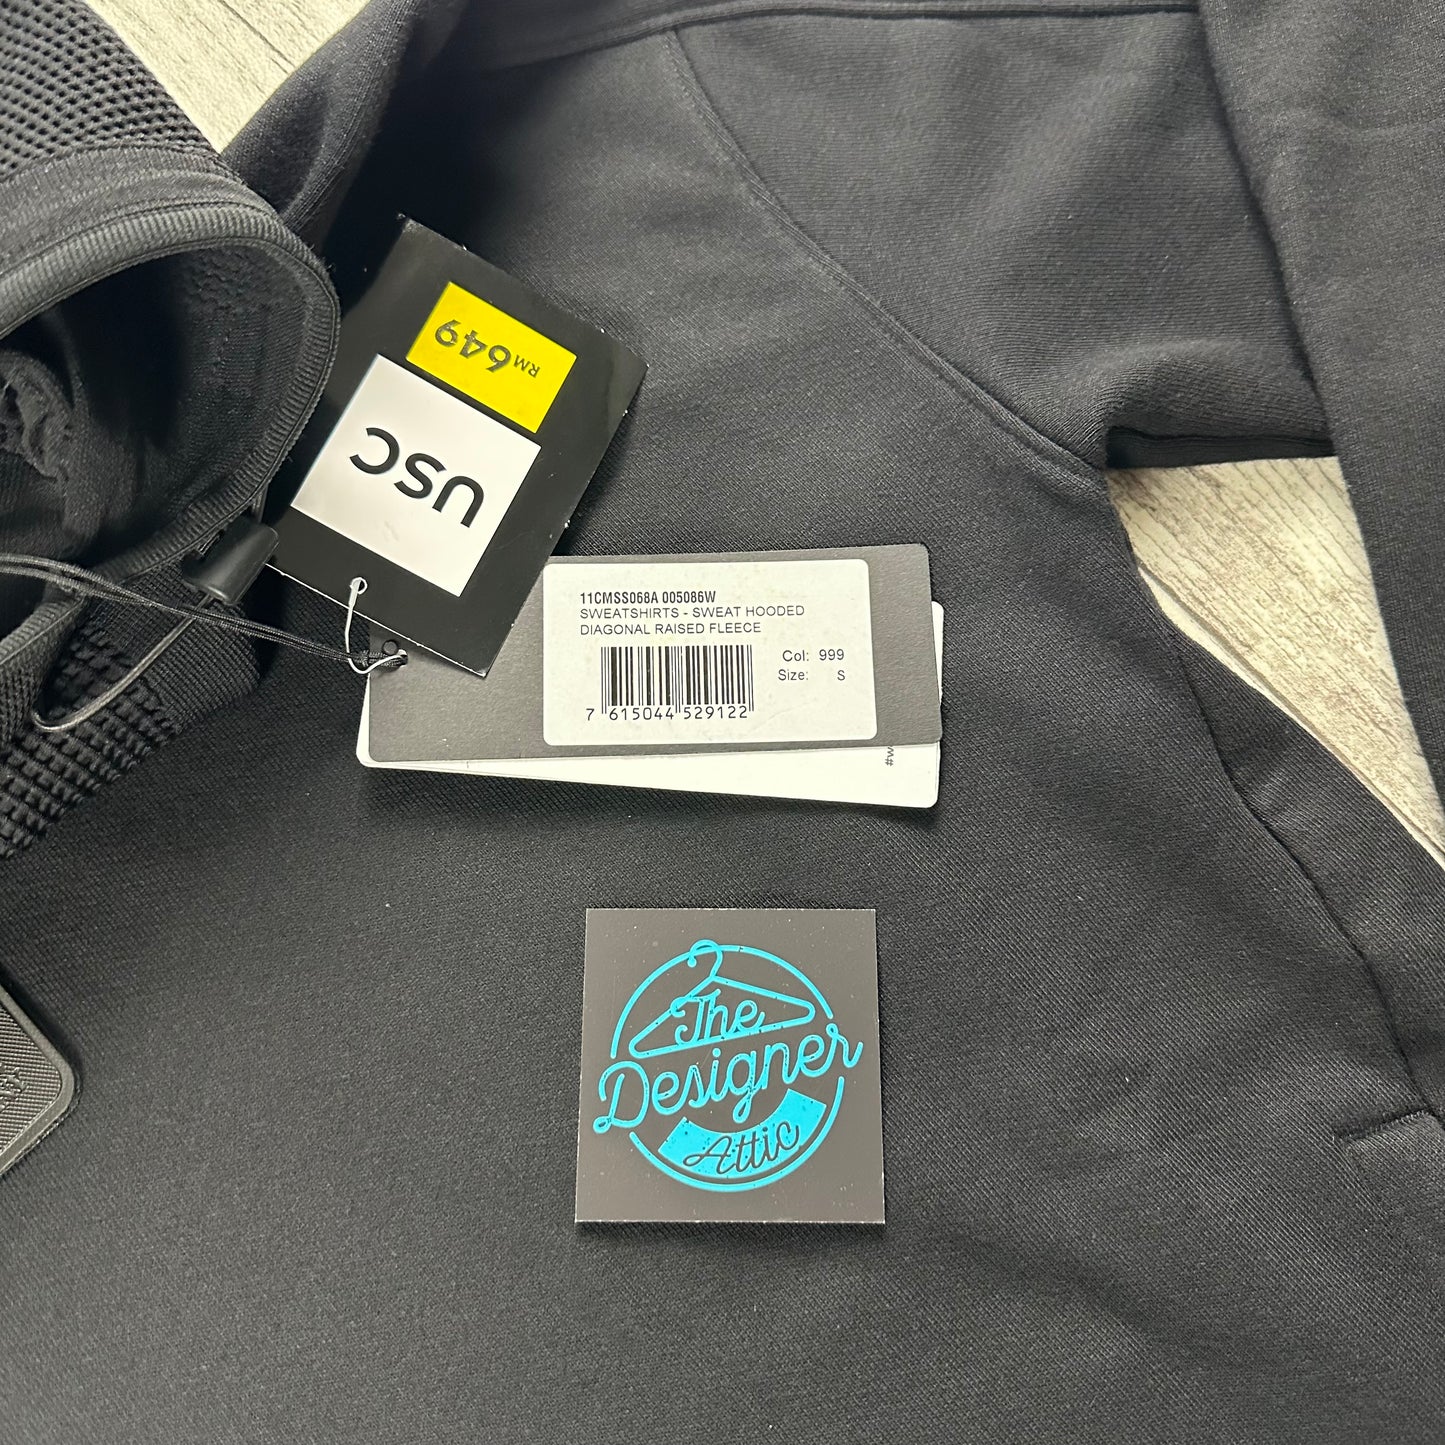 RM649
USC
11CMSS068A 005086W
SWEATSHIRTS - SWEAT HOODED
DIAGONAL RAISED FLEECE
Col: 999
Size: S
7 615044 529122
#w
The
Designer
Attic